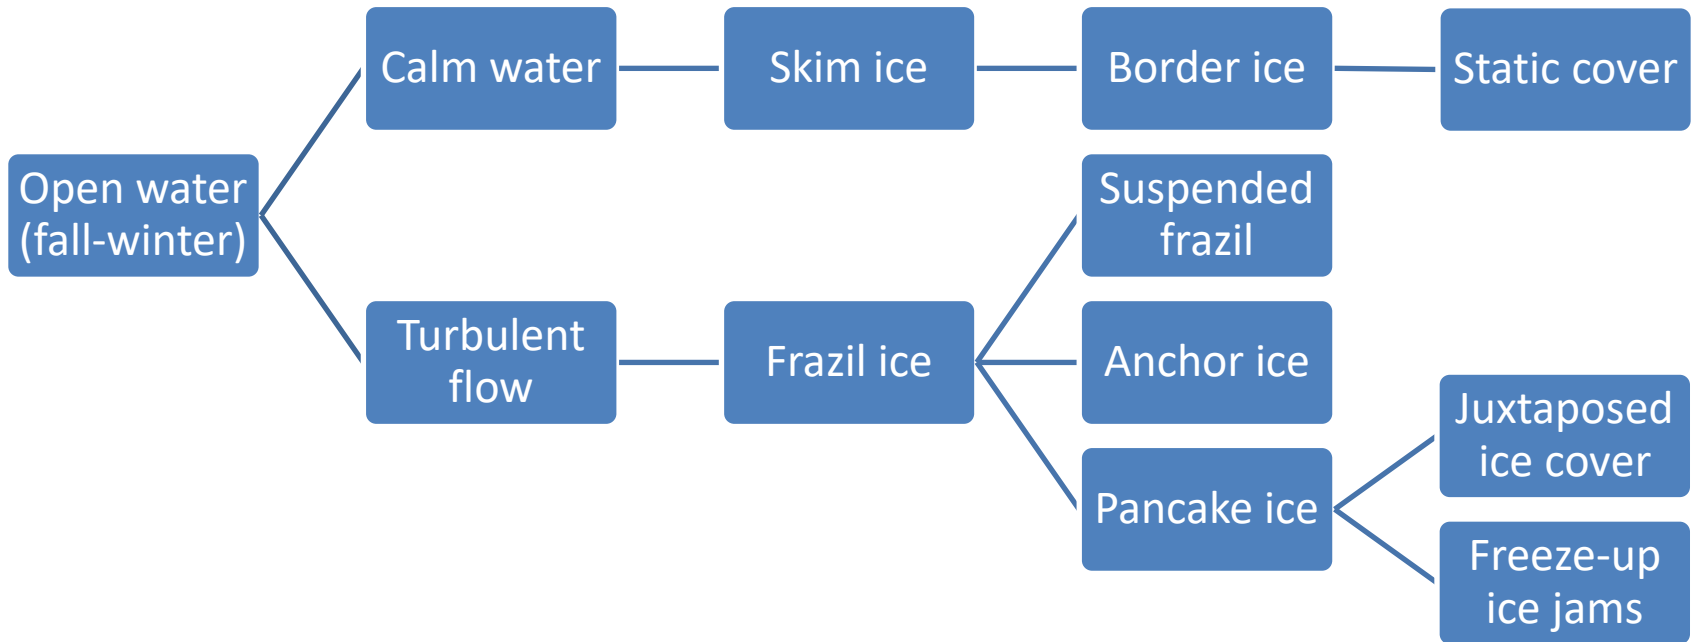 Calm water
Skim ice
Border ice
Static cover
Open water
(fall-winter)
Suspended
frazil
Turbulent
flow
Frazil ice
Anchor ice
Juxtaposed
ice cover
Pancake ice
Freeze-up
ice jams